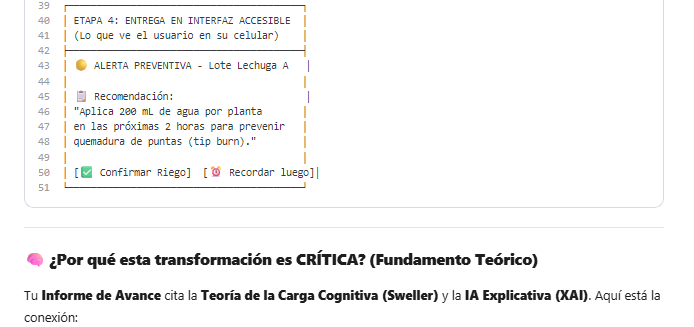 39
40 ETAPA 4: ENTREGA EN INTERFAZ ACCESIBLE
41 (Lo que ve el usuario en su celular)
42
43 🟡 ALERTA PREVENTIVA - Lote Lechuga A
44
45 📋 Recomendación:
46 "Aplica 200 mL de agua por planta
47 en las próximas 2 horas para prevenir
48 quemadura de puntas (tip burn)."
49
50 [✅ Confirmar Riego] [⏰ Recordar luego]
51
🧠 ¿Por qué esta transformación es CRÍTICA? (Fundamento Teórico)
Tu Informe de Avance cita la Teoría de la Carga Cognitiva (Sweller) y la IA Explicativa (XAI). Aquí está la
conexión: